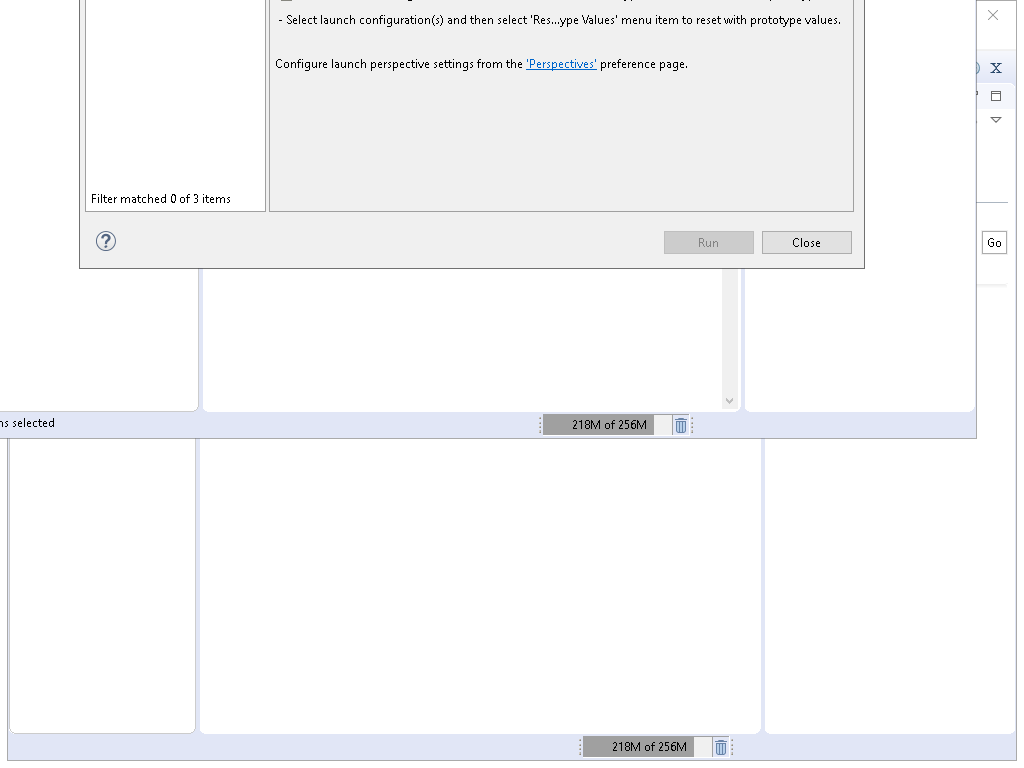 - Select launch configuration(s) and then select 'Res...ype Values' menu item to reset with prototype values.
Configure launch perspective settings from the 'Perspectives' preference page.
Filter matched 0 of 3 items
Run
Close
Go
selected
218M of 256M
218M of 256M